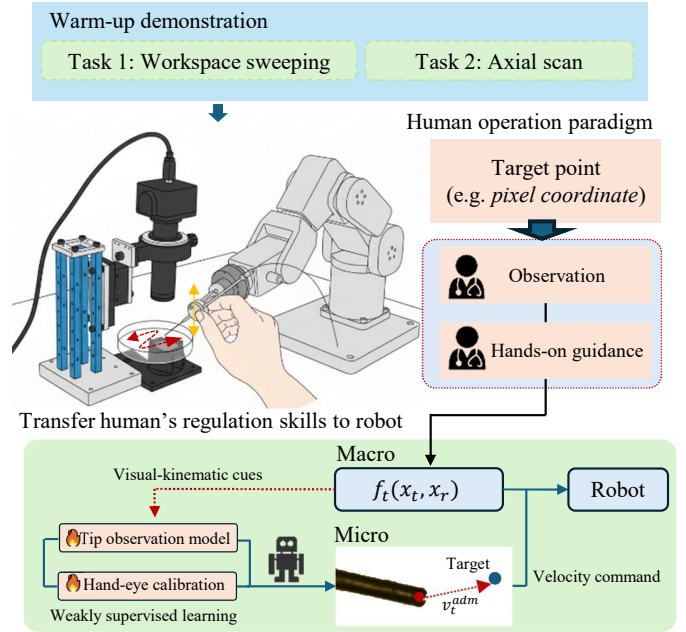 Warm-up demonstration
Task 1: Workspace sweeping
Task 2: Axial scan
Human operation paradigm
Target point
(e.g. pixel coordinate)
Observation
Hands-on guidance
Transfer human's regulation skills to robot
Macro
Visual-kinematic cues
f_t(x_t, x_r)
Robot
Tip observation model
Micro
Target
Hand-eye calibration
v_t^{adm}
Velocity command
Weakly supervised learning